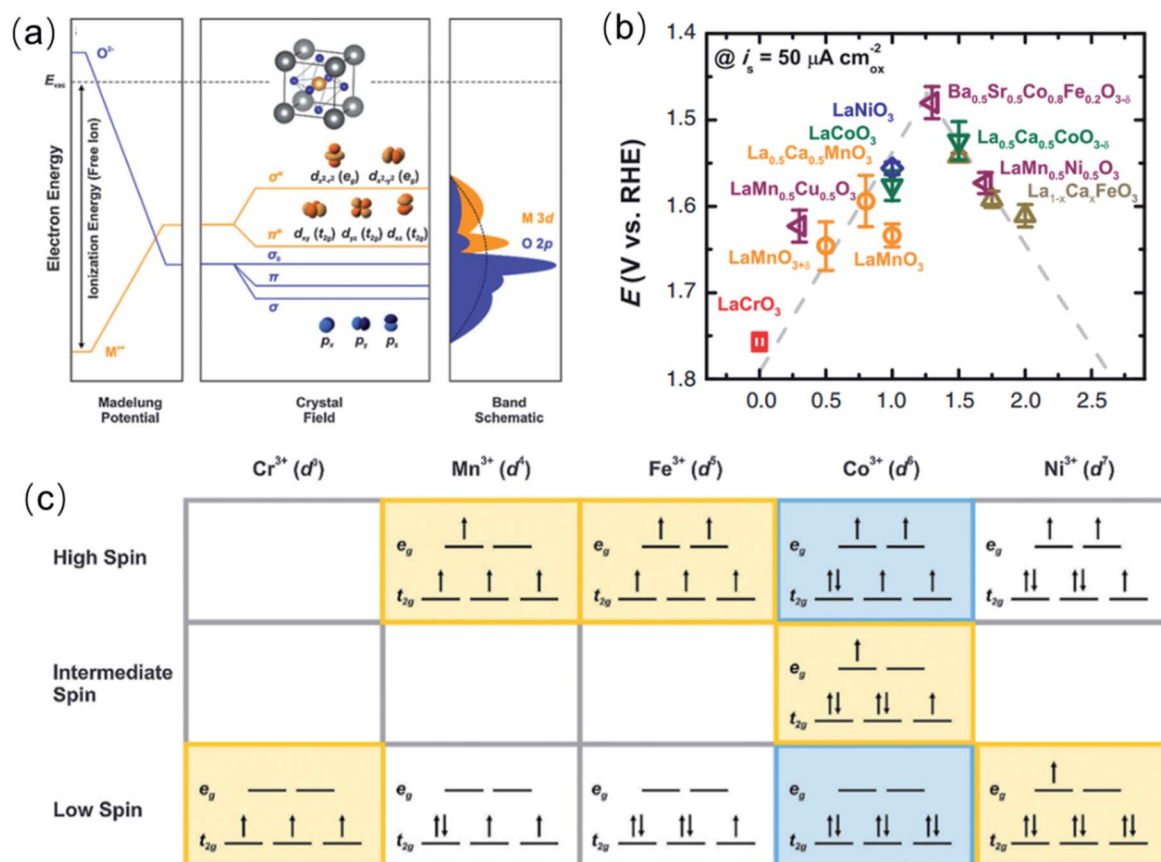 (a)
O²⁻
E_vac
Electron Energy
Ionization Energy (Free Ion)
M^n+
σ*
d_x²-r² (e_g) d_x²-y² (e_g)
d_xy (t_2g) d_yz (t_2g) d_xz (t_2g)
π*
σ₀
π
σ
p_x p_y p_z
M 3d
O 2p
Madelung
Potential
Crystal
Field
Band
Schematic
(b)
@ i_s = 50 µA cm⁻²_ox
E (V vs. RHE)
1.4
1.5
1.6
1.7
1.8
0.0 0.5 1.0 1.5 2.0 2.5
Ba₀.₅Sr₀.₅Co₀.₈Fe₀.₂O₃₋δ
LaNiO₃
LaCoO₃
La₀.₅Ca₀.₅CoO₃₋δ
La₀.₅Ca₀.₅MnO₃
LaMn₀.₅Ni₀.₅O₃
LaMn₀.₅Cu₀.₅O₃
La₁₋ₓCaₓFeO₃
LaMnO₃₊δ
LaMnO₃
LaCrO₃
(c)
Cr³⁺ (d³) Mn³⁺ (d⁴) Fe³⁺ (d⁵) Co³⁺ (d⁶) Ni³⁺ (d⁷)
High Spin
e_g e_g e_g e_g
t_2g t_2g t_2g t_2g
Intermediate
Spin
e_g
t_2g
Low Spin
e_g e_g e_g e_g e_g
t_2g t_2g t_2g t_2g t_2g